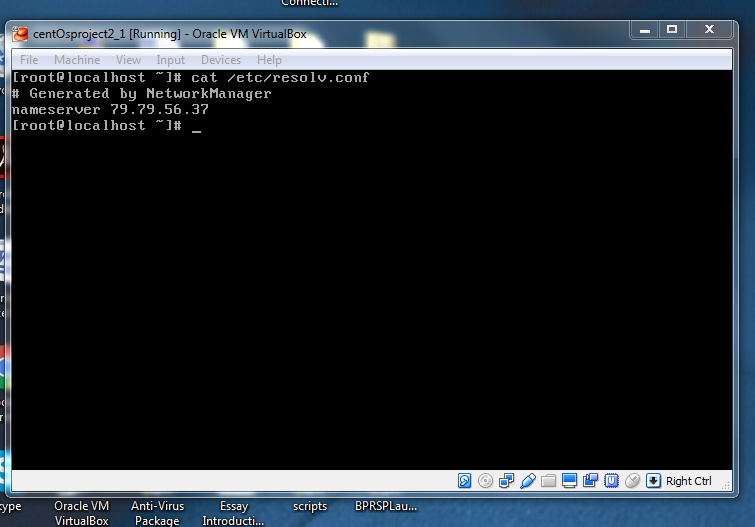 Connecti...
centOsproject2_1 [Running] - Oracle VM VirtualBox
File Machine View Input Devices Help
[root@localhost ~]# cat /etc/resolv.conf
# Generated by NetworkManager
nameserver 79.79.56.37
[root@localhost ~]# _
Right Ctrl
Oracle VM VirtualBox
Anti-Virus Package
Essay Introducti...
scripts
BPRSPLau...